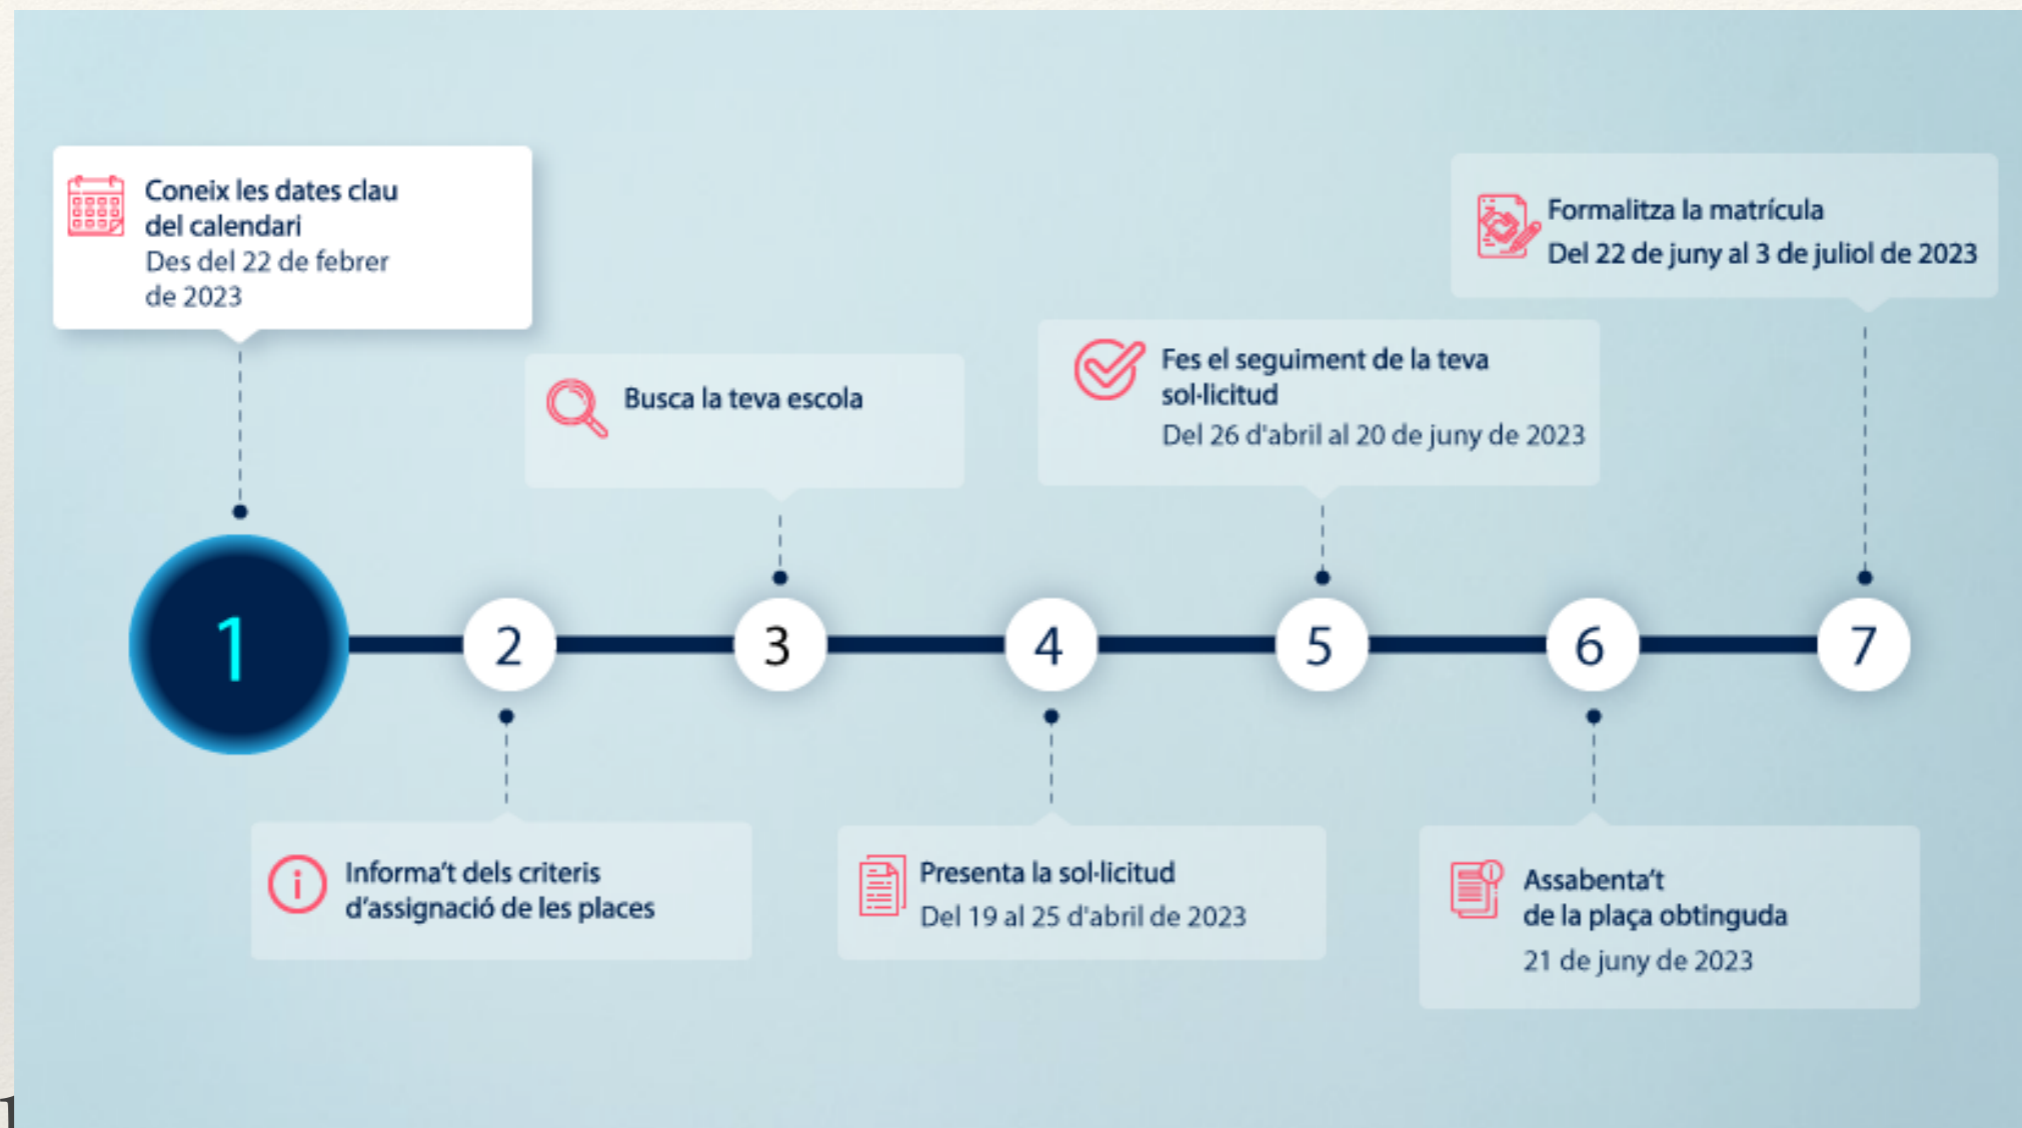 Coneix les dates clau
del calendari
Des del 22 de febrer
de 2023
1
2
Informa't dels criteris
d'assignació de les places
3
Busca la teva escola
4
Presenta la sol·licitud
Del 19 al 25 d'abril de 2023
5
Fes el seguiment de la teva
sol·licitud
Del 26 d'abril al 20 de juny de 2023
6
Assabenta't
de la plaça obtinguda
21 de juny de 2023
7
Formalitza la matrícula
Del 22 de juny al 3 de juliol de 2023